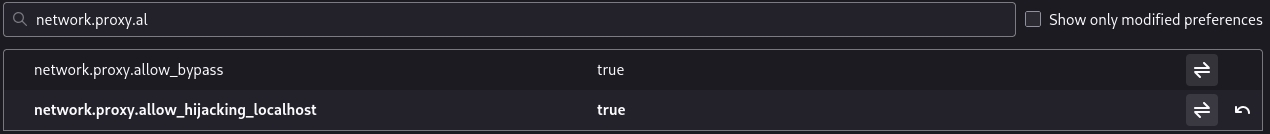 network.proxy.al
Show only modified preferences
network.proxy.allow_bypass true
network.proxy.allow_hijacking_localhost true